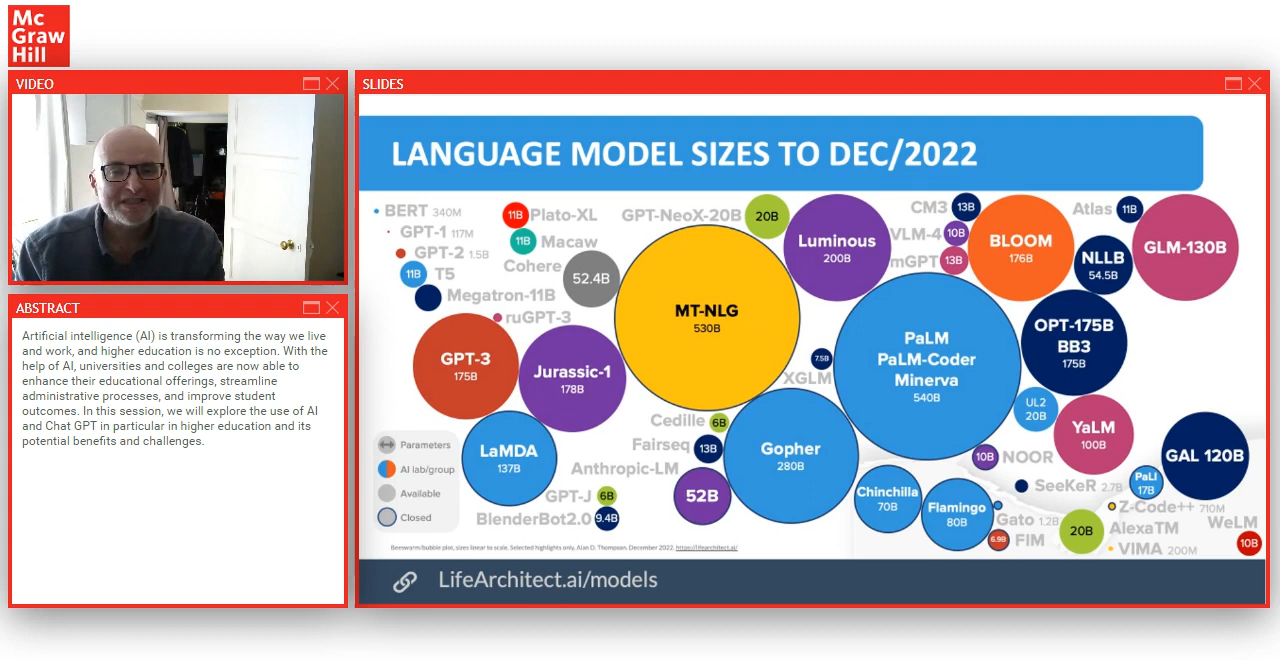 Mc
Graw
Hill
VIDEO
ABSTRACT
Artificial intelligence (AI) is transforming the way we live
and work, and higher education is no exception. With the
help of AI, universities and colleges are now able to
enhance their educational offerings, streamline
administrative processes, and improve student
outcomes. In this session, we will explore the use of AI
and Chat GPT in particular in higher education and its
potential benefits and challenges.
SLIDES
LANGUAGE MODEL SIZES TO DEC/2022
BERT 340M
GPT-1 117M
GPT-2 1.5B
11B T5
Megatron-11B
ruGPT-3
11B Plato-XL
11B Macaw
Cohere 52.4B
GPT-3
175B
Jurassic-1
178B
LaMDA
137B
GPT-NeoX-20B 20B
MT-NLG
530B
Luminous
200B
CM3 13B
VLM-4 10B
mGPT 13B
BLOOM
176B
Atlas 11B
NLLB
54.5B
GLM-130B
PaLM
PaLM-Coder
Minerva
540B
OPT-175B
BB3
175B
7.5B
XGLM
UL2
20B
YaLM
100B
GAL 120B
Cedille 6B
Fairseq 13B
Anthropic-LM 52B
GPT-J 6B
BlenderBot2.0 9.4B
Gopher
280B
Chinchilla
70B
Flamingo
80B
10B NOOR
SeeKeR 2.7B
PaLI
17B
Gato 1.2B
6.9B FIM
20B AlexaTM
Z-Code++ 710M
VIMA 200M
WeLM
10B
Parameters
AI lab/group
Available
Closed
Beeswarm/bubble plot, sizes linear to scale. Selected highlights only. Alan D. Thompson. December 2022. https://lifearchitect.ai/
LifeArchitect.ai/models